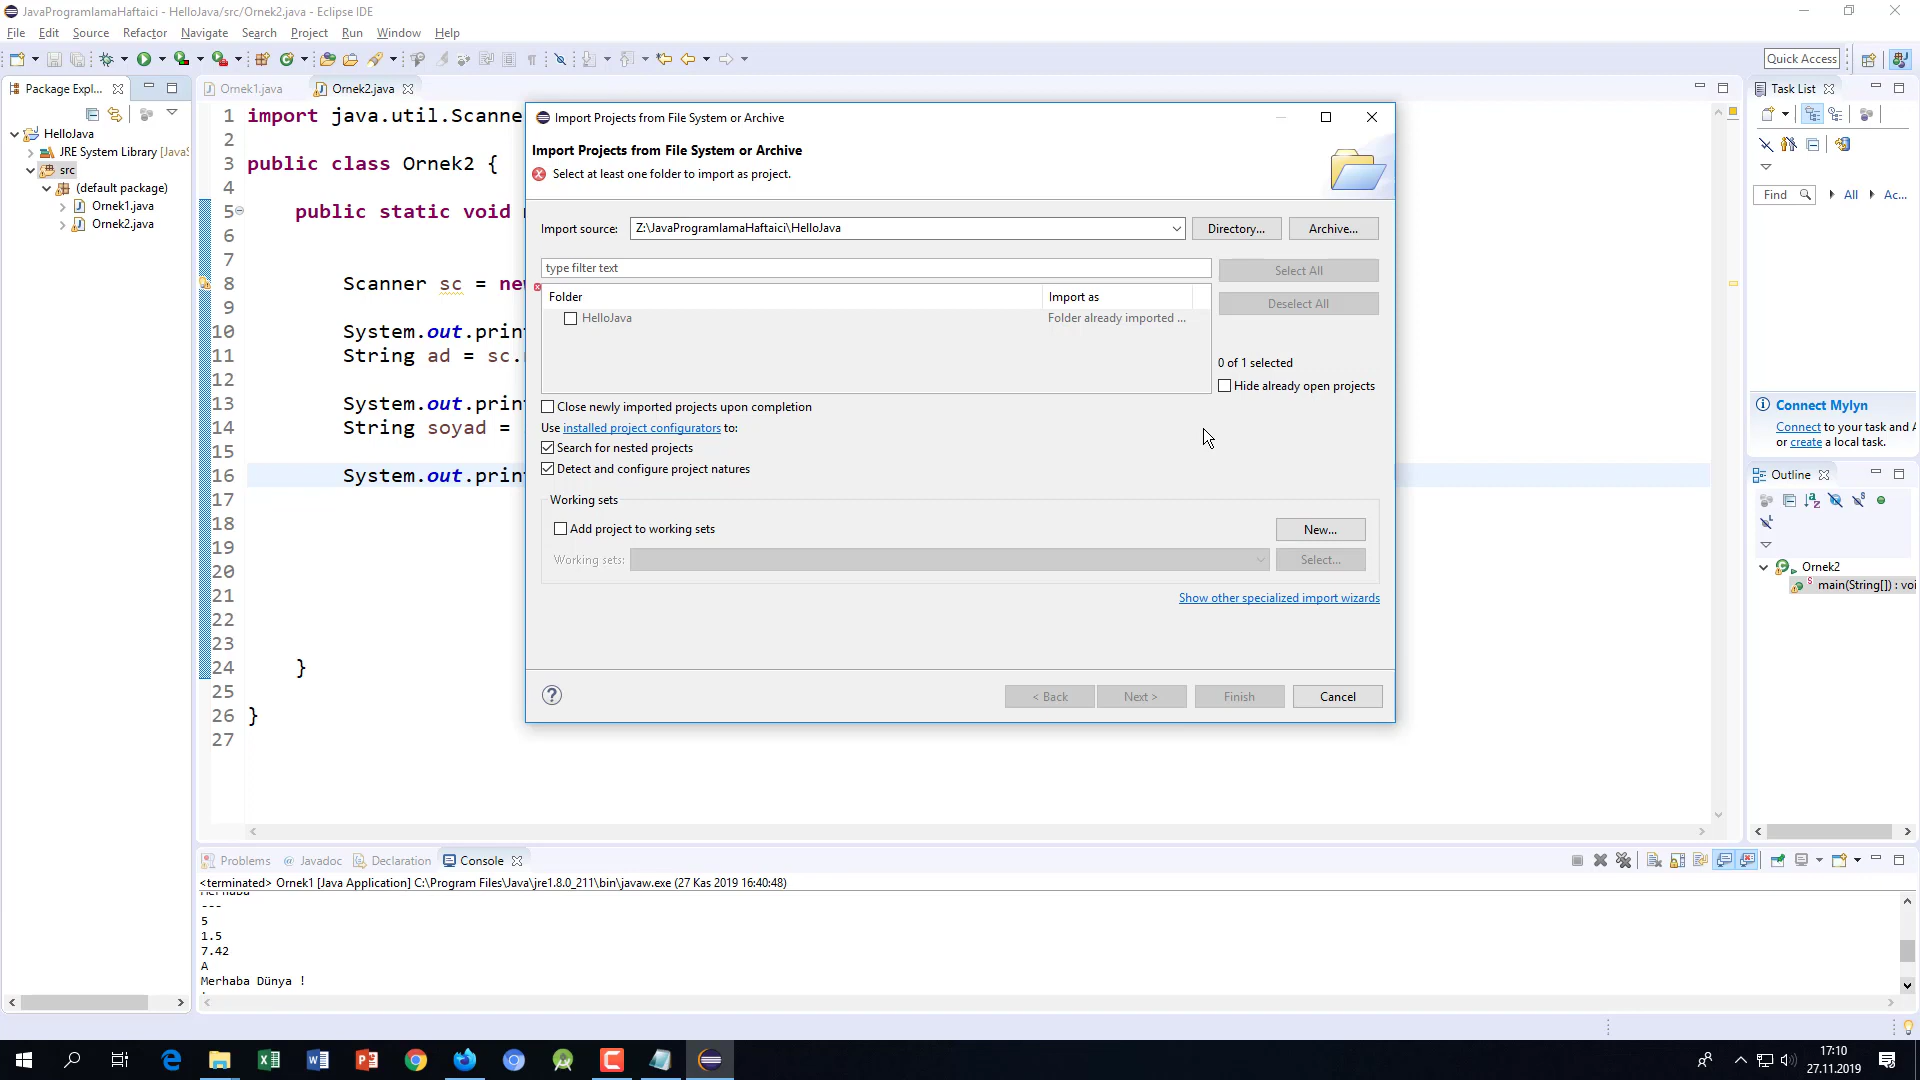 JavaProgramlamaHaftaici - HelloJava/src/Ornek2.java - Eclipse IDE
File Edit Source Refactor Navigate Search Project Run Window Help
Quick Access
Package Expl...
HelloJava
JRE System Library [JavaS
src
(default package)
Ornek1.java
Ornek2.java
Ornek1.java
Ornek2.java
1 import java.util.Scanne
2
3 public class Ornek2 {
4
5 public static void
6
7
8 Scanner sc = new
9
10 System.out.print
11 String ad = sc.
12
13 System.out.print
14 String soyad =
15
16 System.out.print
17
18
19
20
21
22
23
24 }
25
26 }
27
Import Projects from File System or Archive
Import Projects from File System or Archive
Select at least one folder to import as project.
Import source: Z:\JavaProgramlamaHaftaici\HelloJava Directory... Archive...
type filter text
Select All
Folder Import as
Deselect All
HelloJava Folder already imported ...
0 of 1 selected
Hide already open projects
Close newly imported projects upon completion
Use installed project configurators to:
Search for nested projects
Detect and configure project natures
Working sets
Add project to working sets New...
Working sets: Select...
Show other specialized import wizards
< Back Next > Finish Cancel
Task List
Find All Ac...
Connect Mylyn
Connect to your task and A
or create a local task.
Outline
Ornek2
main(String[]) : voi
Problems @ Javadoc Declaration Console
<terminated> Ornek1 [Java Application] C:\Program Files\Java\jre1.8.0_211\bin\javaw.exe (27 Kas 2019 16:40:48)
Merhaba
---
5
1.5
7.42
A
Merhaba Dünya !
17:10
27.11.2019